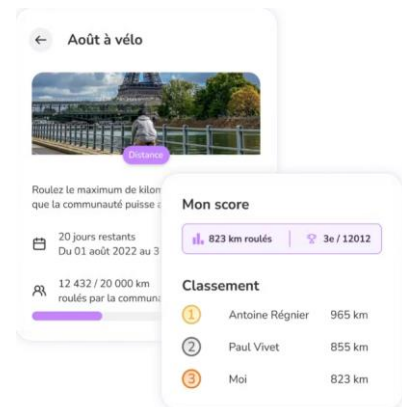 Août à vélo
Distance
Roulez le maximum de kilom
que la communauté puisse a
20 jours restants
Du 01 août 2022 au 3
12 432 / 20 000 km
roulés par la communa
Mon score
823 km roulés
3e / 12012
Classement
1 Antoine Régnier 965 km
2 Paul Vivet 855 km
3 Moi 823 km